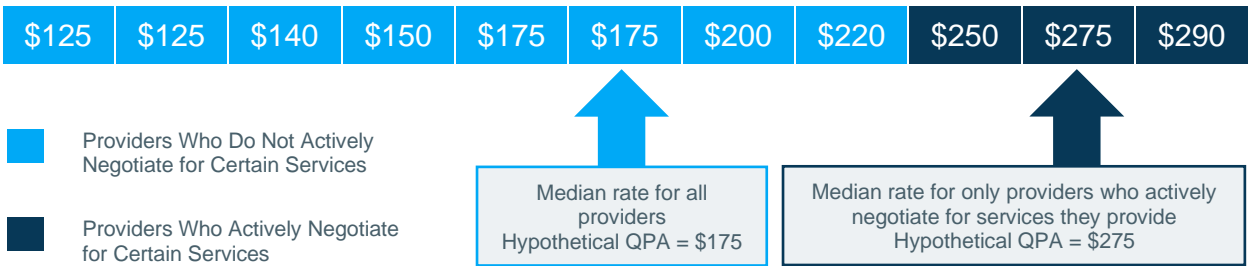 $125 $125 $140 $150 $175 $175 $200 $220 $250 $275 $290
Providers Who Do Not Actively
Negotiate for Certain Services
Providers Who Actively Negotiate
for Certain Services
Median rate for all
providers
Hypothetical QPA = $175
Median rate for only providers who actively
negotiate for services they provide
Hypothetical QPA = $275